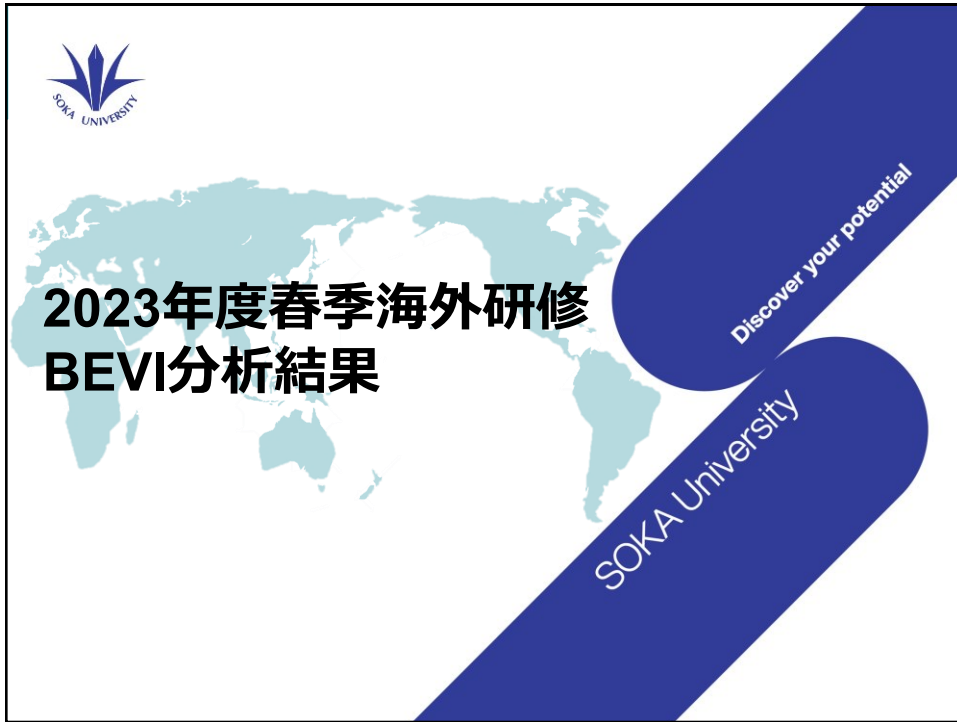 SOKA UNIVERSITY
2023年度春季海外研修
BEVI分析結果
Discover your potential
SOKA University